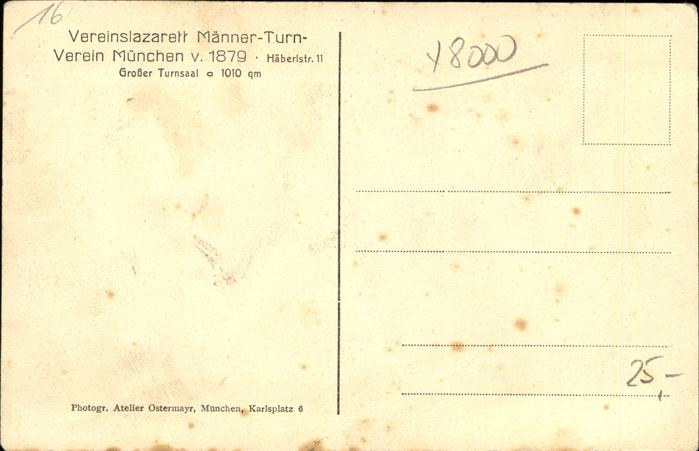 16
Vereinslazarett Männer-Turn-
Verein München v. 1879 · Häberlstr. 11
Großer Turnsaal □ 1010 qm
x8000
25,-
Photogr. Atelier Ostermayr, München, Karlsplatz 6